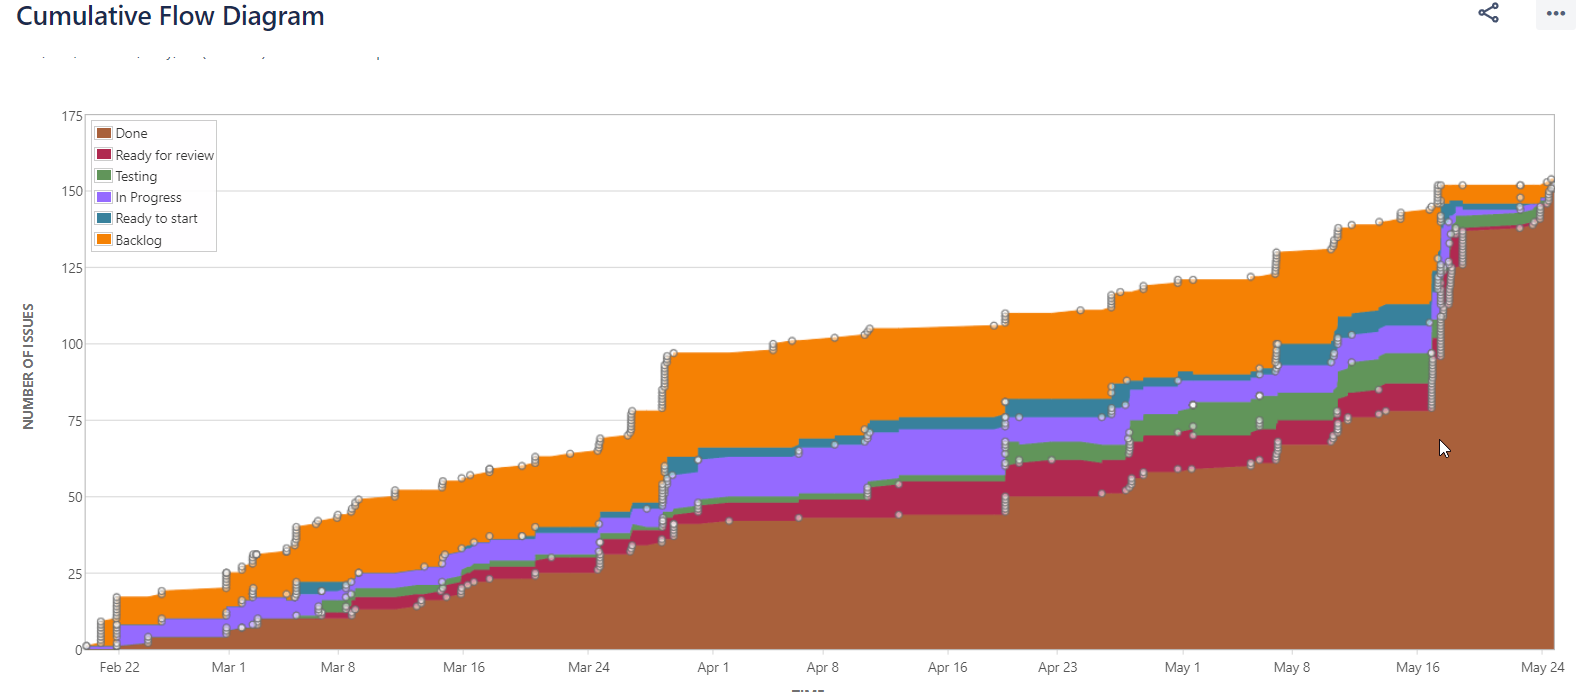 Cumulative Flow Diagram
175
150
125
100
75
50
25
0
NUMBER OF ISSUES
Done
Ready for review
Testing
In Progress
Ready to start
Backlog
Feb 22
Mar 1
Mar 8
Mar 16
Mar 24
Apr 1
Apr 8
Apr 16
Apr 23
May 1
May 8
May 16
May 24